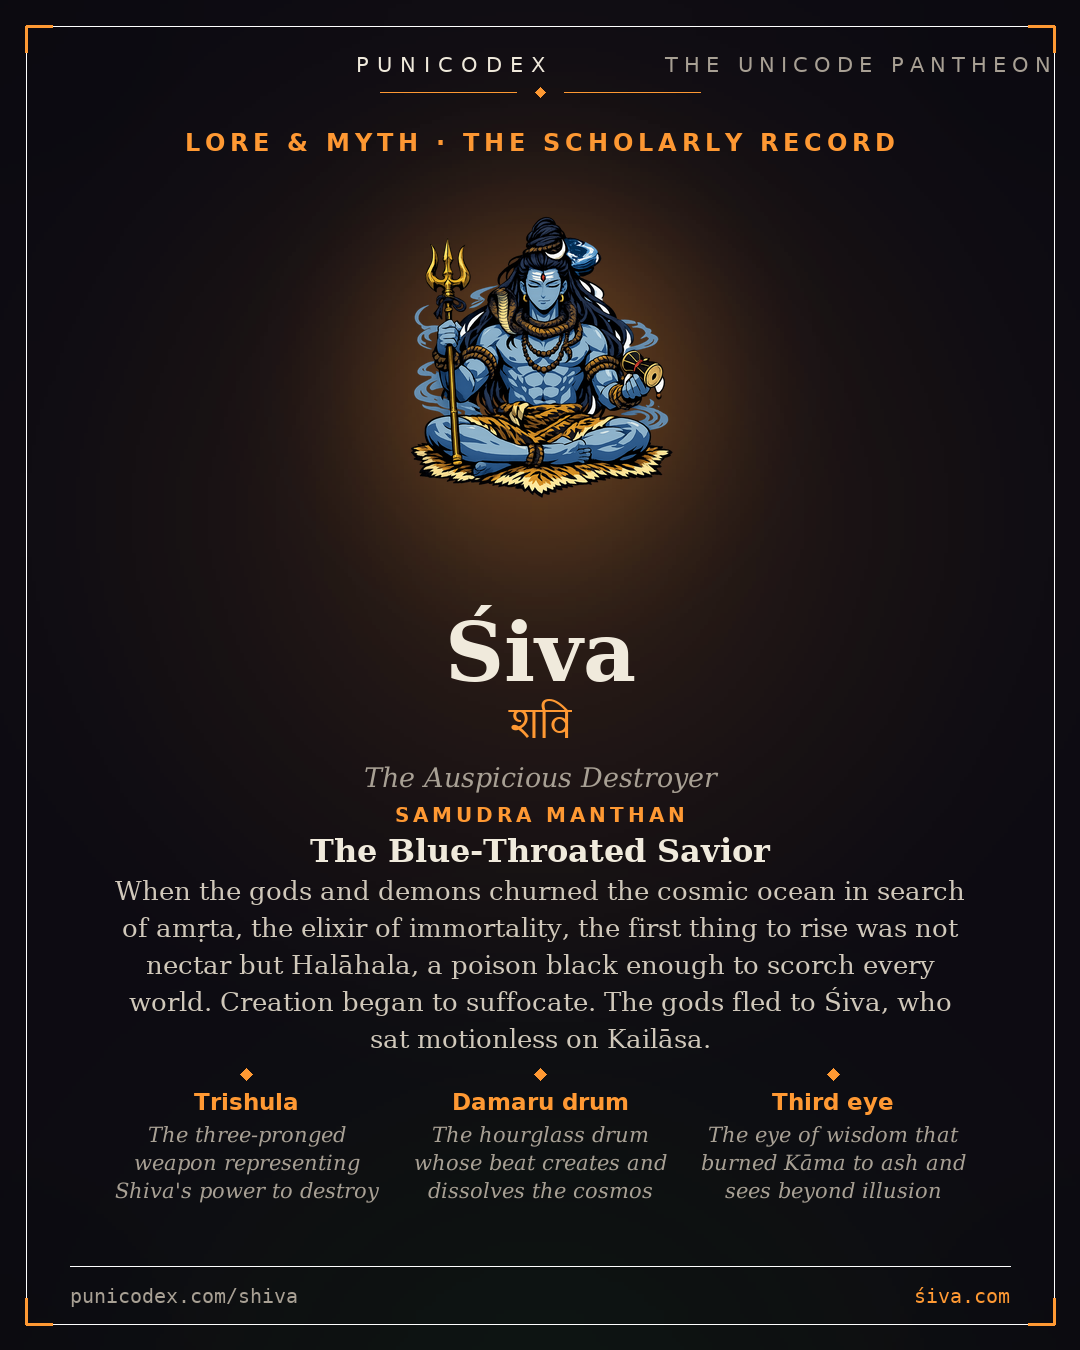 PUNICODEX THE UNICODE PANTHEON
LORE & MYTH · THE SCHOLARLY RECORD
Śiva
शवि
The Auspicious Destroyer
SAMUDRA MANTHAN
The Blue-Throated Savior
When the gods and demons churned the cosmic ocean in search
of amṛta, the elixir of immortality, the first thing to rise was not
nectar but Halāhala, a poison black enough to scorch every
world. Creation began to suffocate. The gods fled to Śiva, who
sat motionless on Kailāsa.
Trishula
The three-pronged
weapon representing
Shiva's power to destroy
Damaru drum
The hourglass drum
whose beat creates and
dissolves the cosmos
Third eye
The eye of wisdom that
burned Kāma to ash and
sees beyond illusion
punicodex.com/shiva
śiva.com